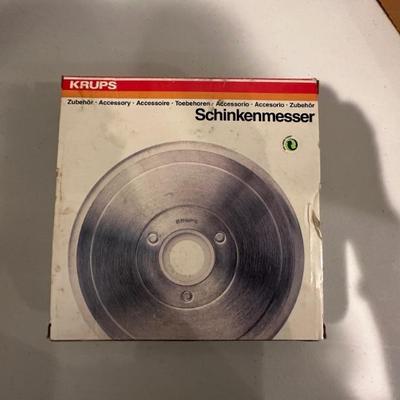 KRUPS
Zubehör · Accessory · Accessoire · Toebehoren · Accessorio · Accesorio · Zubehör
Schinkenmesser
KRUPS